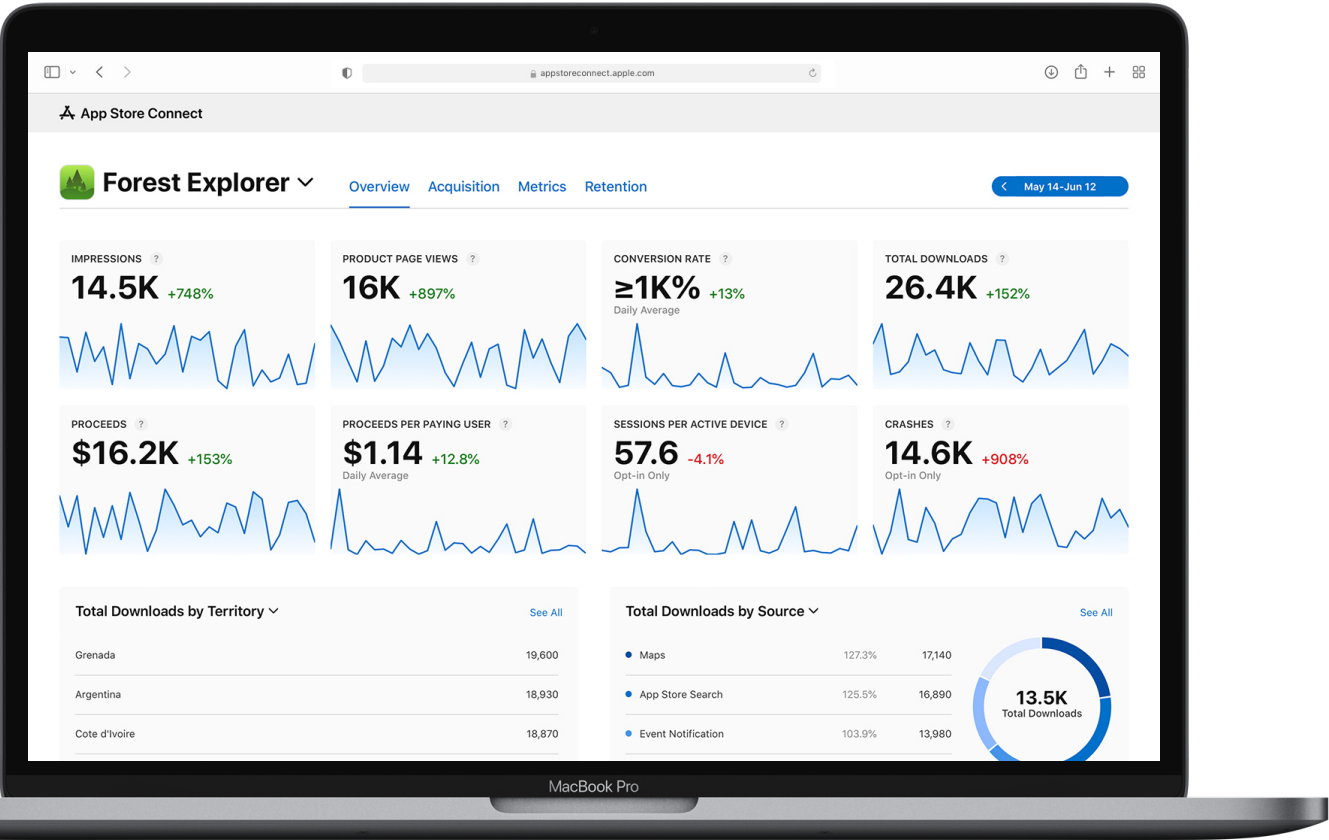 appstoreconnect.apple.com
App Store Connect
Forest Explorer
Overview Acquisition Metrics Retention
May 14-Jun 12
IMPRESSIONS ?
14.5K +748%
PRODUCT PAGE VIEWS ?
16K +897%
CONVERSION RATE ?
≥1K% +13%
Daily Average
TOTAL DOWNLOADS ?
26.4K +152%
PROCEEDS ?
$16.2K +153%
PROCEEDS PER PAYING USER ?
$1.14 +12.8%
Daily Average
SESSIONS PER ACTIVE DEVICE ?
57.6 -4.1%
Opt-in Only
CRASHES ?
14.6K +908%
Opt-in Only
Total Downloads by Territory
See All
Grenada 19,600
Argentina 18,930
Cote d'Ivoire 18,870
Total Downloads by Source
See All
Maps 127.3% 17,140
App Store Search 125.5% 16,890
Event Notification 103.9% 13,980
13.5K
Total Downloads
MacBook Pro